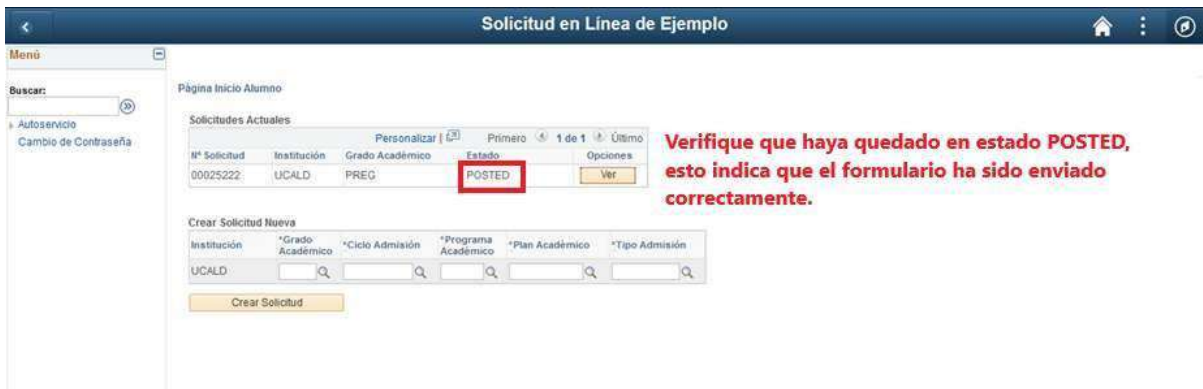 Solicitud en Línea de Ejemplo
Menú
Buscar:
Autoservicio
Cambio de Contraseña
Página Inicio Alumno
Solicitudes Actuales
Personalizar | Primero 1 de 1 Último
Nº Solicitud Institución Grado Académico Estado Opciones
00025222 UCALD PREG POSTED Ver
Verifique que haya quedado en estado POSTED,
esto indica que el formulario ha sido enviado
correctamente.
Crear Solicitud Nueva
Institución *Grado Académico *Ciclo Admisión *Programa Académico *Plan Académico *Tipo Admisión
UCALD
Crear Solicitud